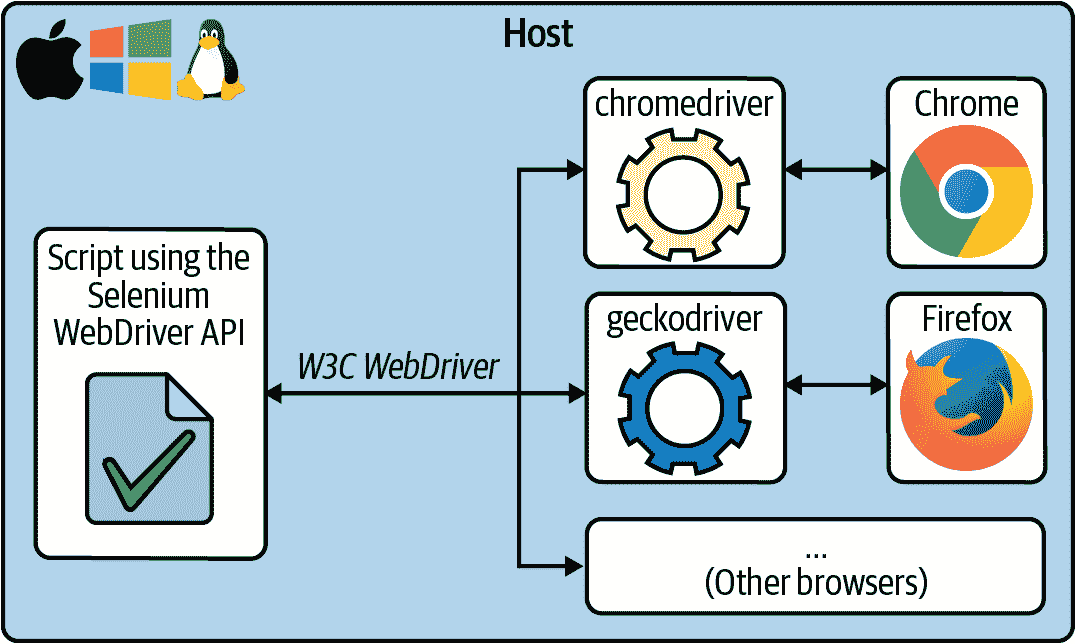 Host
Script using the
Selenium
WebDriver API
W3C WebDriver
chromedriver
Chrome
geckodriver
Firefox
...
(Other browsers)